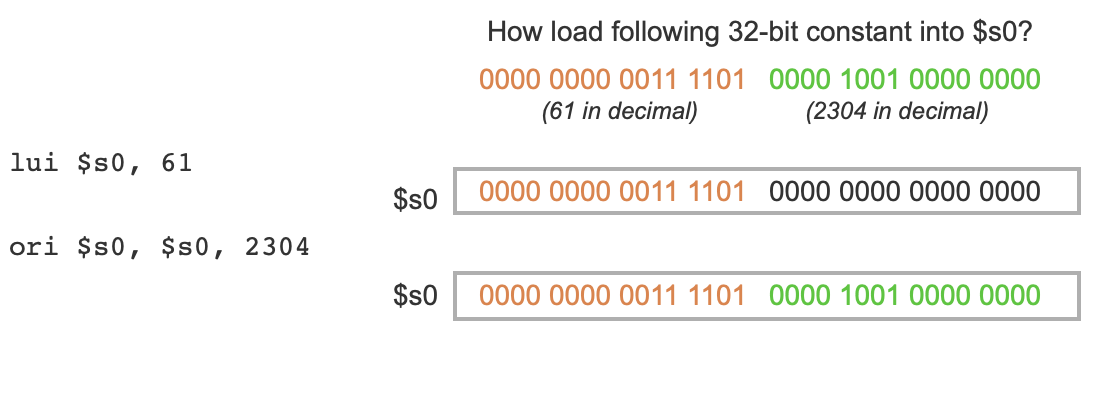 How load following 32-bit constant into $s0?
0000 0000 0011 1101 0000 1001 0000 0000
(61 in decimal) (2304 in decimal)
lui $s0, 61
$s0 0000 0000 0011 1101 0000 0000 0000 0000
ori $s0, $s0, 2304
$s0 0000 0000 0011 1101 0000 1001 0000 0000